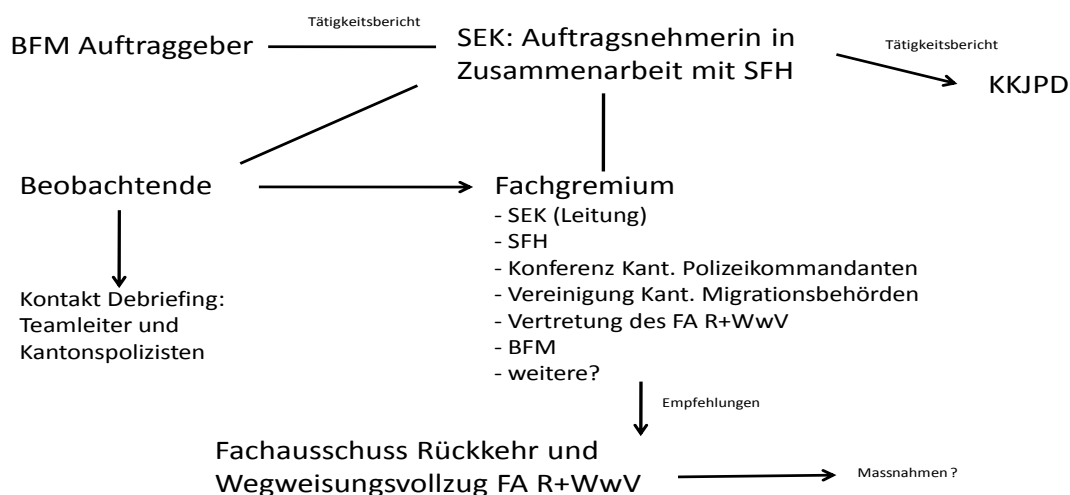 Tätigkeitsbericht
BFM Auftraggeber
SEK: Auftragsnehmerin in
Zusammenarbeit mit SFH
Tätigkeitsbericht
KKJPD
Beobachtende
Fachgremium
- SEK (Leitung)
- SFH
- Konferenz Kant. Polizeikommandanten
- Vereinigung Kant. Migrationsbehörden
- Vertretung des FA R+WwV
- BFM
- weitere?
Kontakt Debriefing:
Teamleiter und
Kantonspolizisten
Empfehlungen
Fachausschuss Rückkehr und
Wegweisungsvollzug FA R+WwV
Massnahmen ?